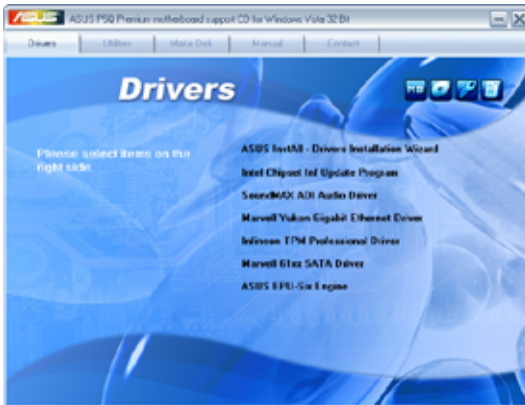 ASUS
ASUS P5Q Premium motherboard support CD for Windows Vista 32 Bit
Drivers Utilities Make Disk Manual Contact
Drivers
Please select items on the right side.
ASUS InstAll - Drivers Installation Wizard
Intel Chipset Inf Update Program
SoundMAX ADI Audio Driver
Marvell Yukon Gigabit Ethernet Driver
Infineon TPM Professional Driver
Marvell 61xx SATA Driver
ASUS EPU-Six Engine